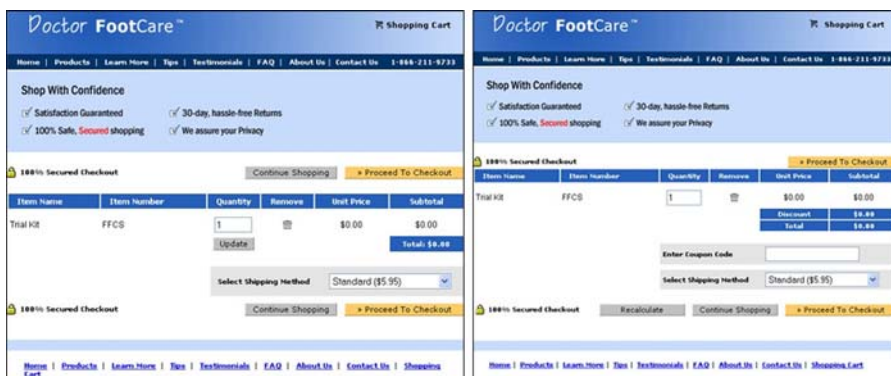 Doctor FootCare™
Shopping Cart
Home | Products | Learn More | Tips | Testimonials | FAQ | About Us | Contact Us 1-866-211-9733
Shop With Confidence
Satisfaction Guaranteed 30-day, hassle-free Returns
100% Safe, Secured shopping We assure your Privacy
100% Secured Checkout Continue Shopping » Proceed To Checkout
Item Name Item Number Quantity Remove Unit Price Subtotal
Trial Kit FFCS 1 $0.00 $0.00
Update Total: $0.00
Select Shipping Method Standard ($5.95)
100% Secured Checkout Continue Shopping » Proceed To Checkout
Home | Products | Learn More | Tips | Testimonials | FAQ | About Us | Contact Us | Shopping
Cart
Doctor FootCare™
Shopping Cart
Home | Products | Learn More | Tips | Testimonials | FAQ | About Us | Contact Us 1-866-211-9733
Shop With Confidence
Satisfaction Guaranteed 30-day, hassle-free Returns
100% Safe, Secured shopping We assure your Privacy
100% Secured Checkout » Proceed To Checkout
Item Name Item Number Quantity Remove Unit Price Subtotal
Trial Kit FFCS 1 $0.00 $0.00
Discount $0.00
Total $0.00
Enter Coupon Code
Select Shipping Method Standard ($5.95)
100% Secured Checkout Recalculate Continue Shopping » Proceed To Checkout
Home | Products | Learn More | Tips | Testimonials | FAQ | About Us | Contact Us | Shopping Cart